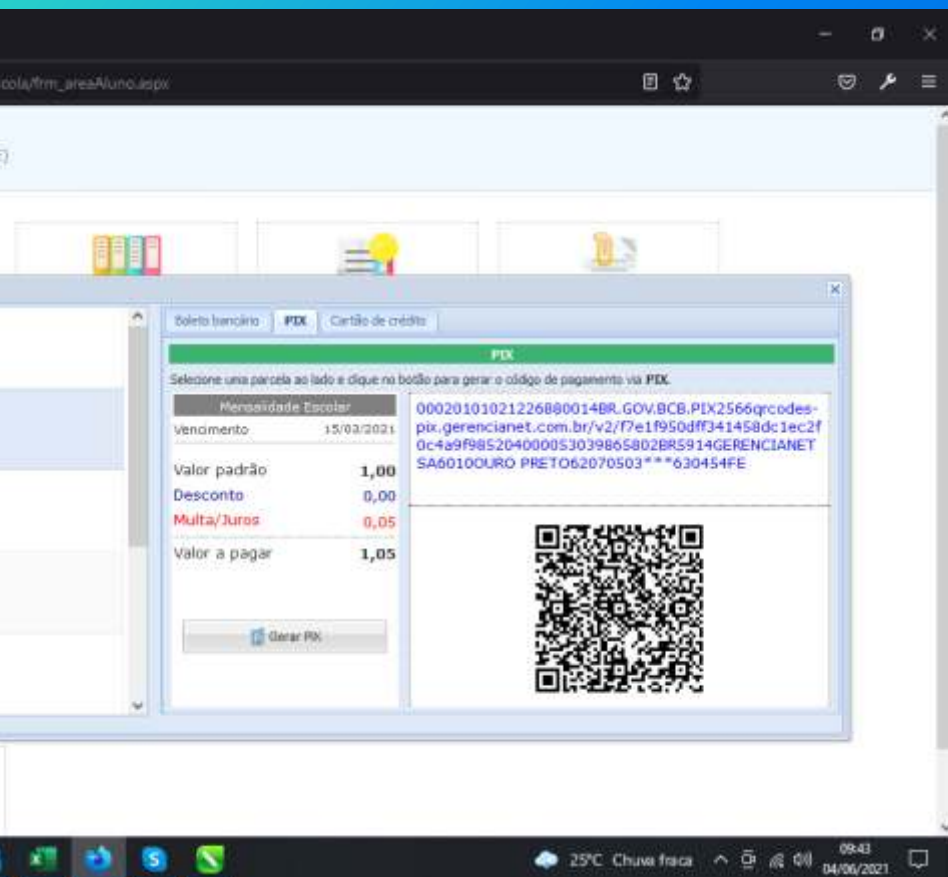 cola/frm_areaAluno.aspx
Boleto bancário PIX Cartão de crédito
PIX
Selecione uma parcela ao lado e clique no botão para gerar o código de pagamento via PIX.
Mensalidade Escolar
Vencimento 15/03/2021
Valor padrão 1,00
Desconto 0,00
Multa/Juros 0,05
Valor a pagar 1,05
Gerar PIX
00020101021226880014BR.GOV.BCB.PIX2566qrcodes-
pix.gerencianet.com.br/v2/f7e1f950dff341458dc1ec2f
0c4a9f9852040000530398­65802BR5914GERENCIANET
SA6010OURO PRETO62070503***630454FE
25°C Chuva fraca
09:43
04/06/2021